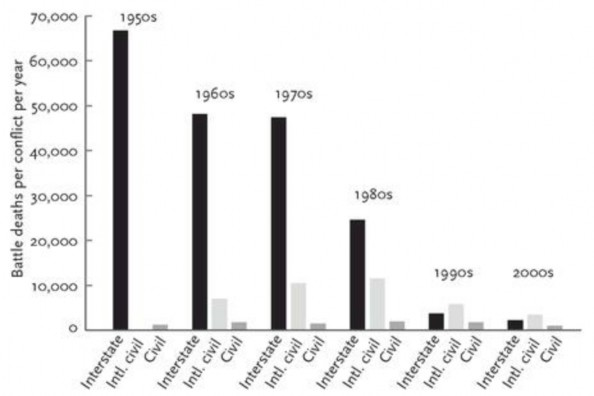 70,000
60,000
50,000
40,000
30,000
20,000
10,000
0
Battle deaths per conflict per year
1950s
1960s
1970s
1980s
1990s
2000s
Interstate
Intl. civil
Civil
Interstate
Intl. civil
Civil
Interstate
Intl. civil
Civil
Interstate
Intl. civil
Civil
Interstate
Intl. civil
Civil
Interstate
Intl. civil
Civil